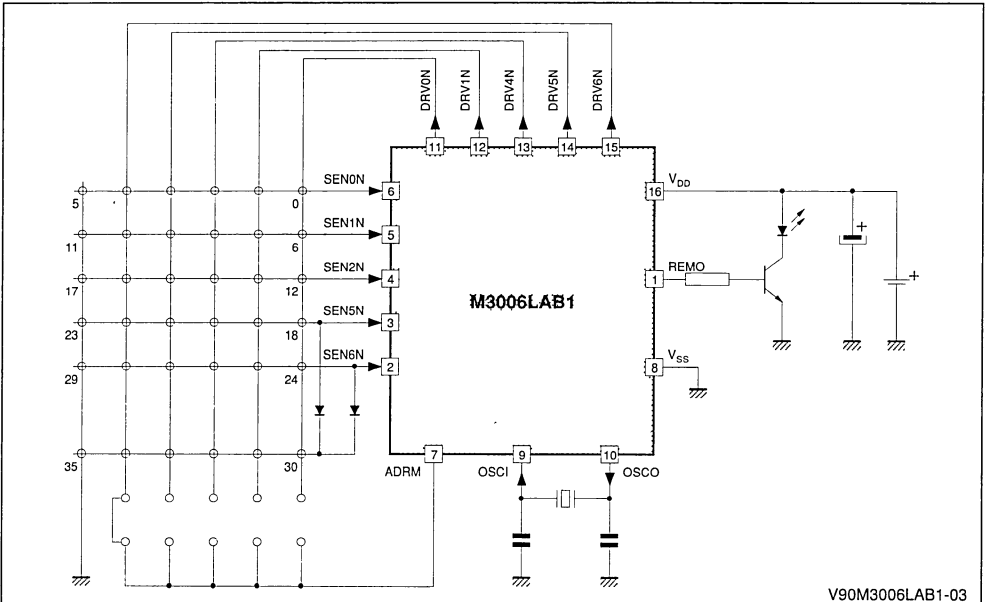 DRV0N DRV1N DRV4N DRV5N DRV6N
11 12 13 14 15
5 0 SEN0N 6
16 VDD
11 6 SEN1N 5
17 12 SEN2N 4
M3006LAB1
1 REMO
23 18 SEN5N 3
29 24 SEN6N 2
8 VSS
35 30
ADRM 7 OSCI 9 10 OSCO
+
+
V90M3006LAB1-03